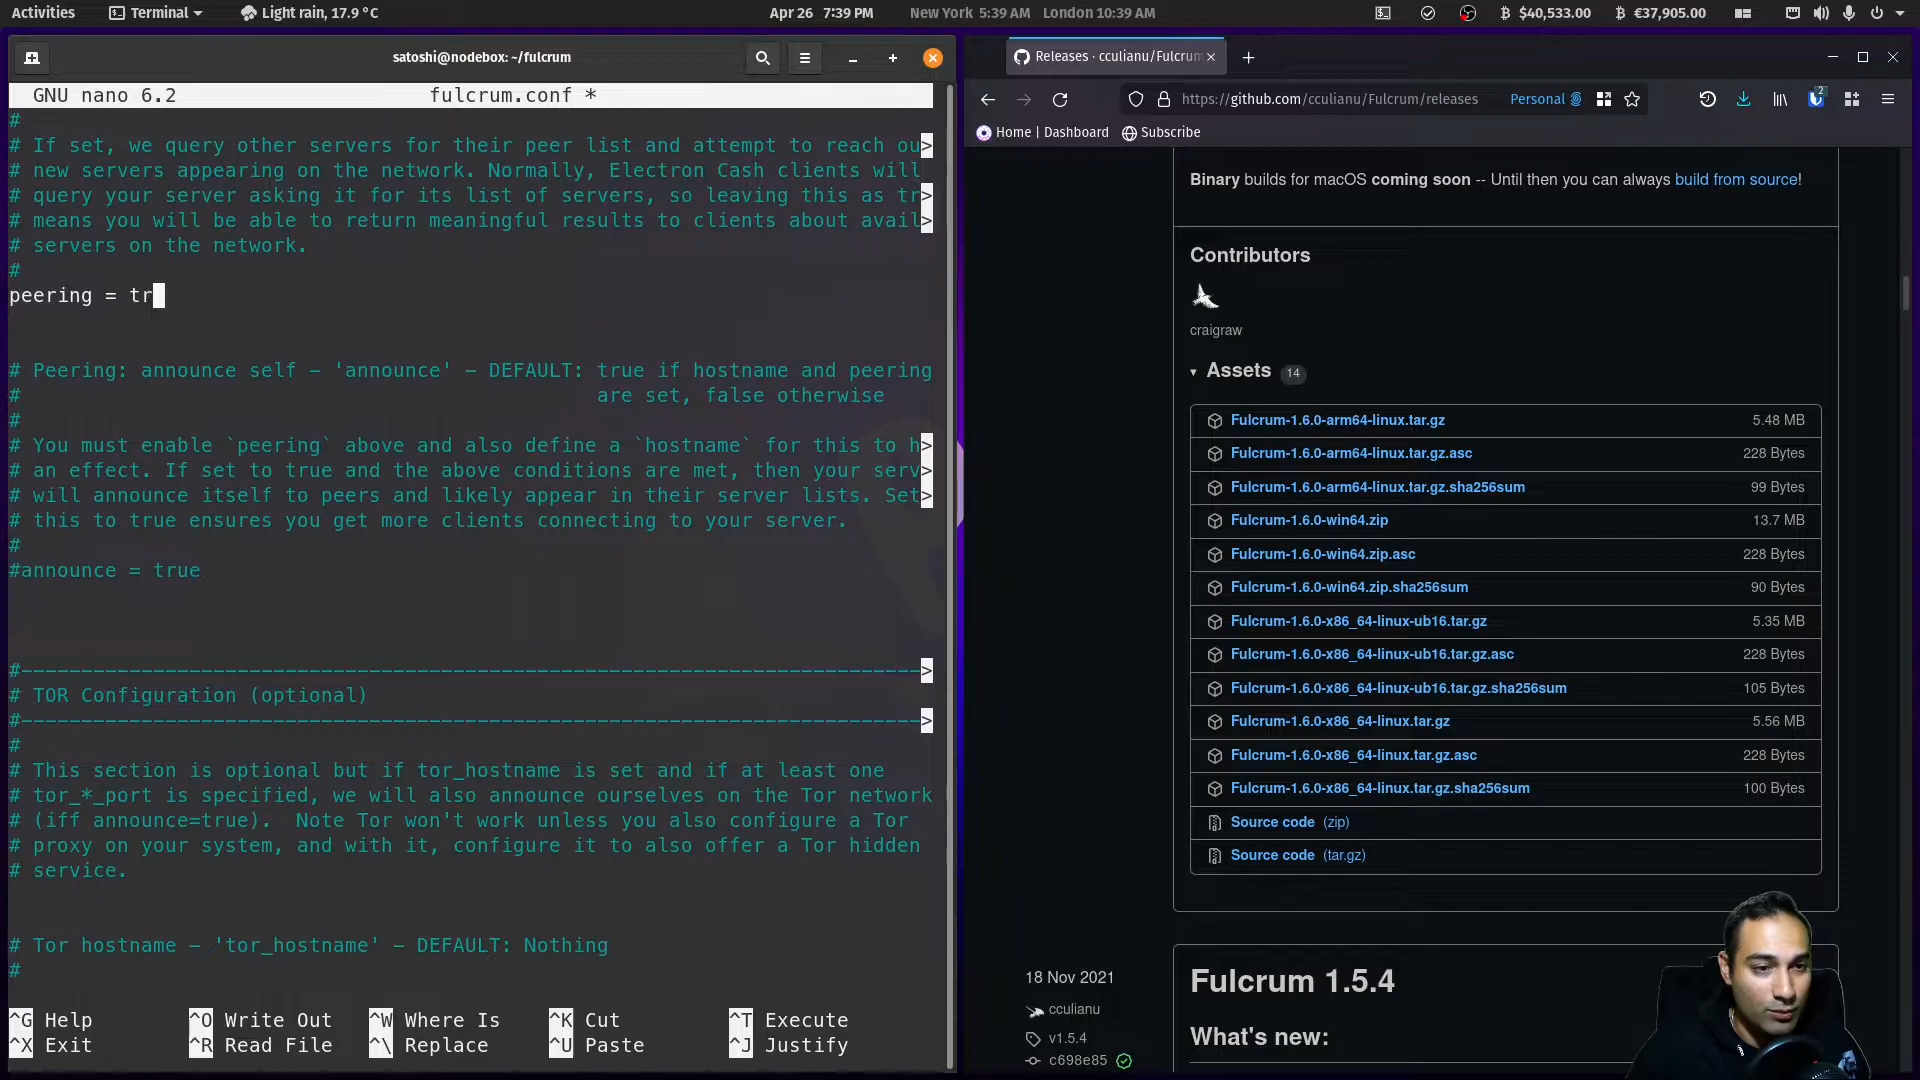 Activities
Terminal
Light rain, 17.9 °C
Apr 26 7:39 PM
New York 5:39 AM London 10:39 AM
$40,533.00
€37,905.00
satoshi@nodebox: ~/fulcrum
GNU nano 6.2 fulcrum.conf *
#
# If set, we query other servers for their peer list and attempt to reach ou>
# new servers appearing on the network. Normally, Electron Cash clients will
# query your server asking it for its list of servers, so leaving this as tr>
# means you will be able to return meaningful results to clients about avail>
# servers on the network.
#
peering = tr
# Peering: announce self – 'announce' – DEFAULT: true if hostname and peering
# are set, false otherwise
#
# You must enable `peering` above and also define a `hostname` for this to h>
# an effect. If set to true and the above conditions are met, then your serv>
# will announce itself to peers and likely appear in their server lists. Set>
# this to true ensures you get more clients connecting to your server.
#
#announce = true
#----------------------------------------------------------------------------->
# TOR Configuration (optional)
#----------------------------------------------------------------------------->
#
# This section is optional but if tor_hostname is set and if at least one
# tor_*_port is specified, we will also announce ourselves on the Tor network
# (iff announce=true).  Note Tor won't work unless you also configure a Tor
# proxy on your system, and with it, configure it to also offer a Tor hidden
# service.
# Tor hostname – 'tor_hostname' – DEFAULT: Nothing
#
^G Help ^O Write Out ^W Where Is ^K Cut ^T Execute
^X Exit ^R Read File ^\ Replace ^U Paste ^J Justify
Releases · cculianu/Fulcrum
https://github.com/cculianu/Fulcrum/releases
Personal
2
Home | Dashboard
Subscribe
Binary builds for macOS coming soon -- Until then you can always build from source!
Contributors
craigraw
Assets 14
Fulcrum-1.6.0-arm64-linux.tar.gz 5.48 MB
Fulcrum-1.6.0-arm64-linux.tar.gz.asc 228 Bytes
Fulcrum-1.6.0-arm64-linux.tar.gz.sha256sum 99 Bytes
Fulcrum-1.6.0-win64.zip 13.7 MB
Fulcrum-1.6.0-win64.zip.asc 228 Bytes
Fulcrum-1.6.0-win64.zip.sha256sum 90 Bytes
Fulcrum-1.6.0-x86_64-linux-ub16.tar.gz 5.35 MB
Fulcrum-1.6.0-x86_64-linux-ub16.tar.gz.asc 228 Bytes
Fulcrum-1.6.0-x86_64-linux-ub16.tar.gz.sha256sum 105 Bytes
Fulcrum-1.6.0-x86_64-linux.tar.gz 5.56 MB
Fulcrum-1.6.0-x86_64-linux.tar.gz.asc 228 Bytes
Fulcrum-1.6.0-x86_64-linux.tar.gz.sha256sum 100 Bytes
Source code (zip)
Source code (tar.gz)
18 Nov 2021
cculianu
v1.5.4
c698e85
Fulcrum 1.5.4
What's new: